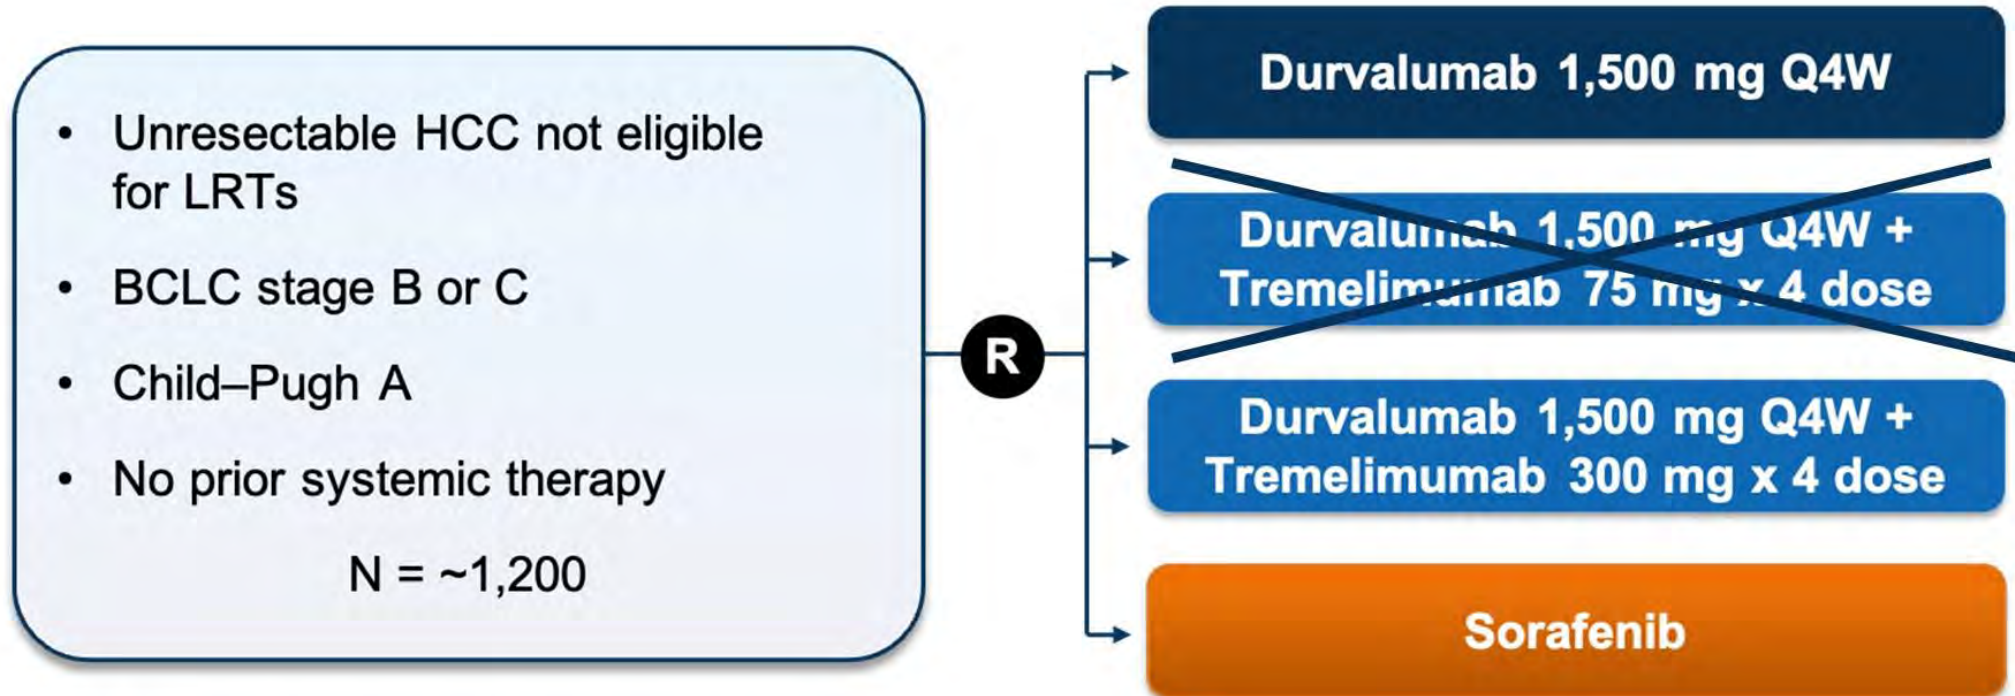 • Unresectable HCC not eligible
for LRTs
• BCLC stage B or C
• Child–Pugh A
• No prior systemic therapy
N = ~1,200
R
Durvalumab 1,500 mg Q4W
Durvalumab 1,500 mg Q4W +
Tremelimumab 75 mg x 4 dose
Durvalumab 1,500 mg Q4W +
Tremelimumab 300 mg x 4 dose
Sorafenib